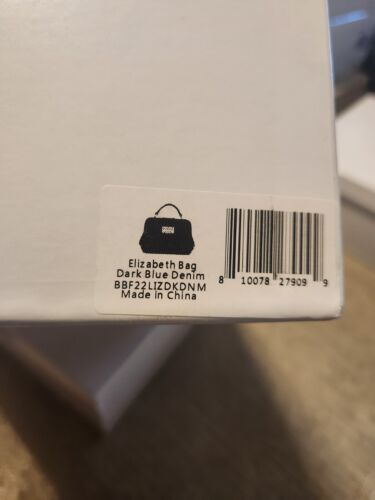 Elizabeth Bag
Dark Blue Denim
BBF22LIZDKDNM
Made in China
8 10078 27909 9